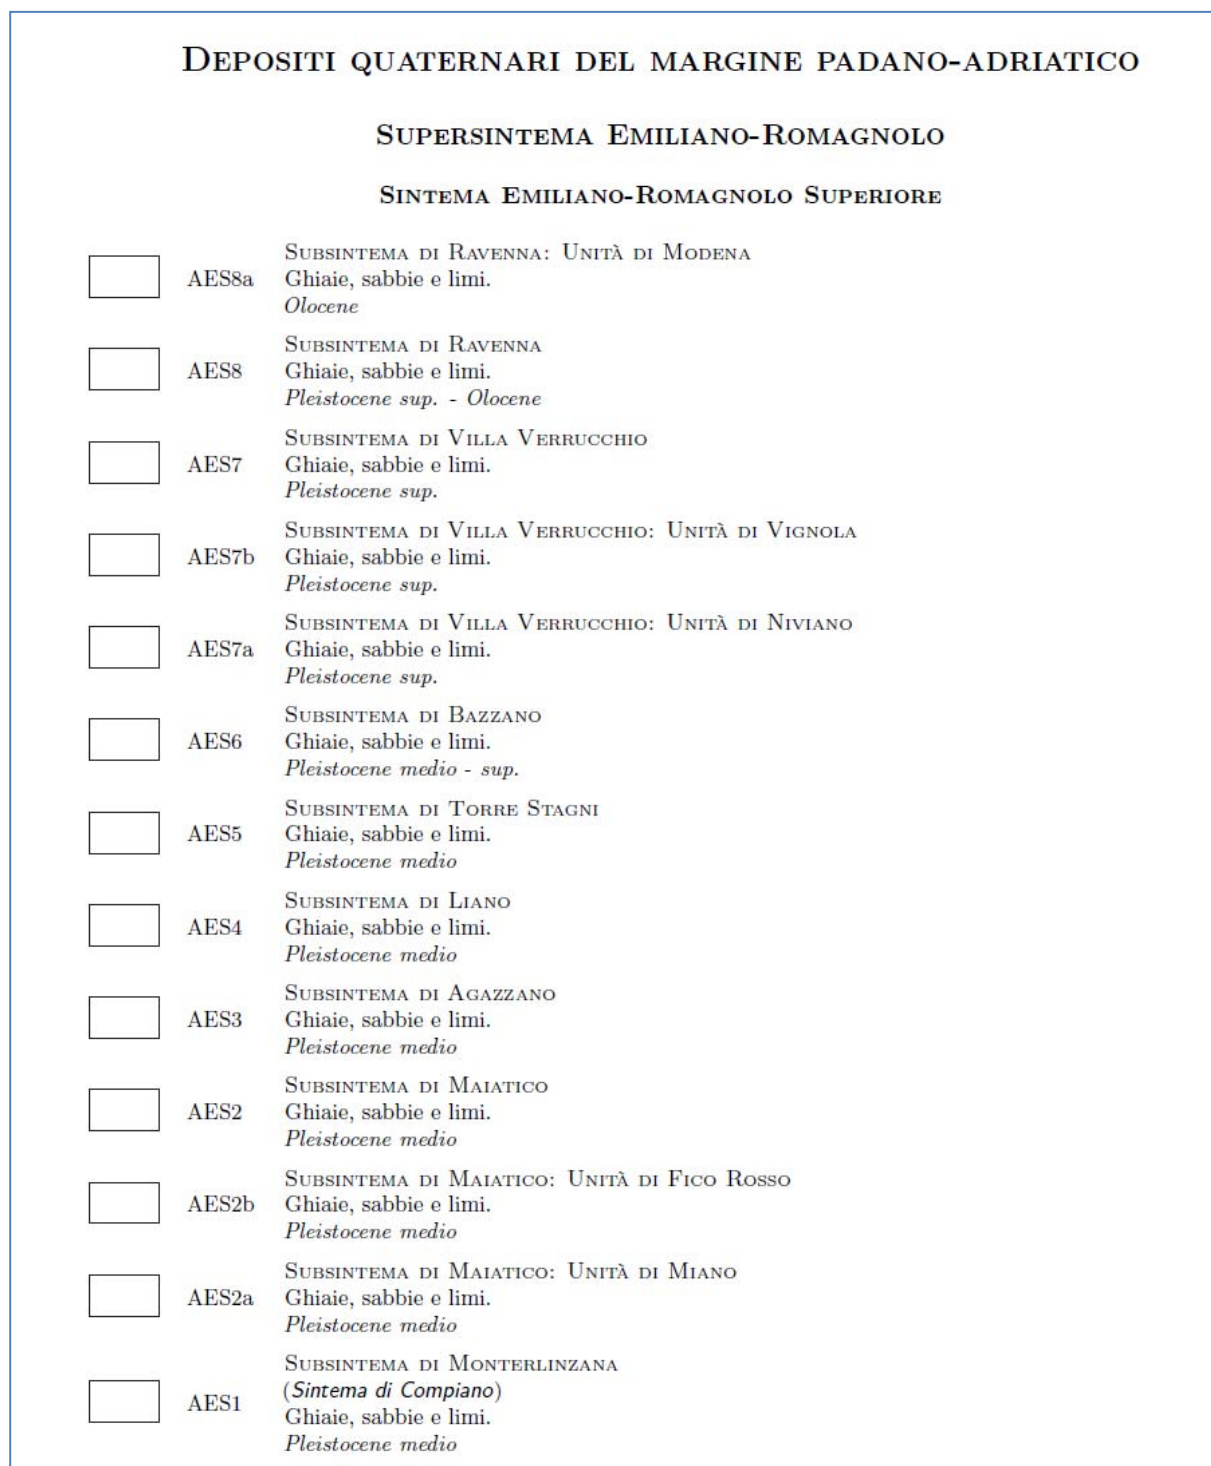 Depositi quaternari del margine padano-adriatico
Supersintema Emiliano-Romagnolo
Sintema Emiliano-Romagnolo Superiore
Subsintema di Ravenna: Unità di Modena
AES8a Ghiaie, sabbie e limi.
Olocene
Subsintema di Ravenna
AES8 Ghiaie, sabbie e limi.
Pleistocene sup. - Olocene
Subsintema di Villa Verrucchio
AES7 Ghiaie, sabbie e limi.
Pleistocene sup.
Subsintema di Villa Verrucchio: Unità di Vignola
AES7b Ghiaie, sabbie e limi.
Pleistocene sup.
Subsintema di Villa Verrucchio: Unità di Niviano
AES7a Ghiaie, sabbie e limi.
Pleistocene sup.
Subsintema di Bazzano
AES6 Ghiaie, sabbie e limi.
Pleistocene medio - sup.
Subsintema di Torre Stagni
AES5 Ghiaie, sabbie e limi.
Pleistocene medio
Subsintema di Liano
AES4 Ghiaie, sabbie e limi.
Pleistocene medio
Subsintema di Agazzano
AES3 Ghiaie, sabbie e limi.
Pleistocene medio
Subsintema di Maiatico
AES2 Ghiaie, sabbie e limi.
Pleistocene medio
Subsintema di Maiatico: Unità di Fico Rosso
AES2b Ghiaie, sabbie e limi.
Pleistocene medio
Subsintema di Maiatico: Unità di Miano
AES2a Ghiaie, sabbie e limi.
Pleistocene medio
Subsintema di Monterlinzana
(Sintema di Compiano)
AES1 Ghiaie, sabbie e limi.
Pleistocene medio